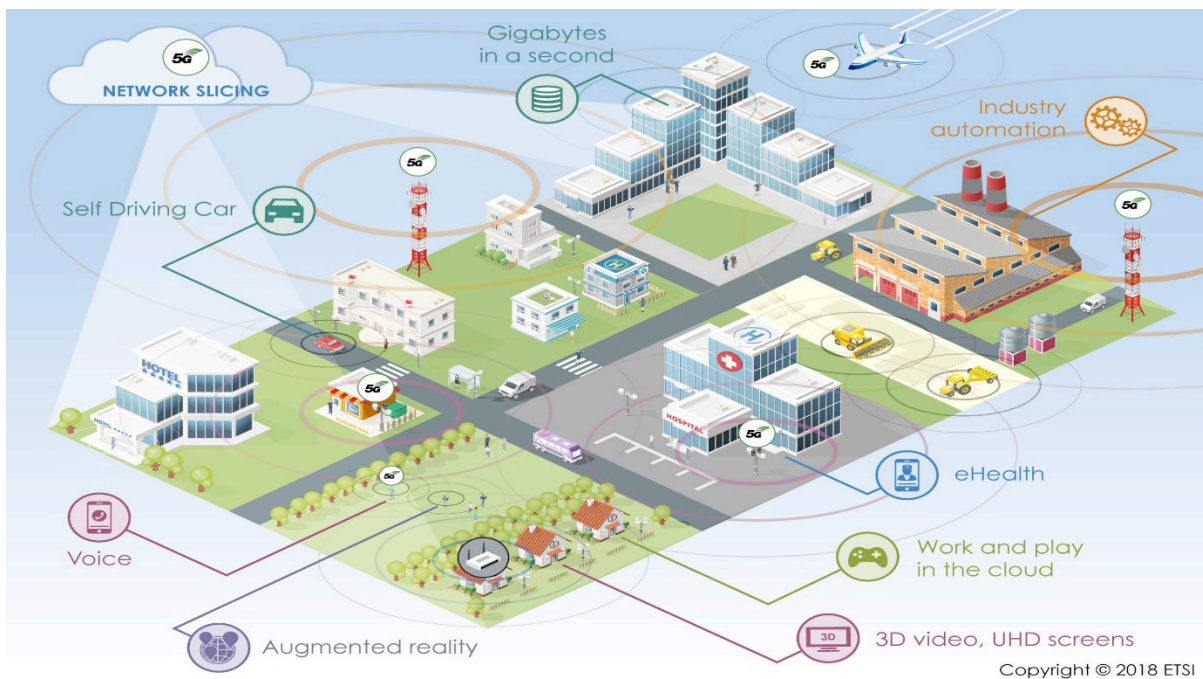 5G
NETWORK SLICING
Gigabytes
in a second
5G
Industry
automation
5G
5G
Self Driving Car
HOTEL
HOTEL
5G
HOSPITAL
5G
eHealth
5G
Voice
Work and play
in the cloud
Augmented reality
3D
3D video, UHD screens
Copyright © 2018 ETSI